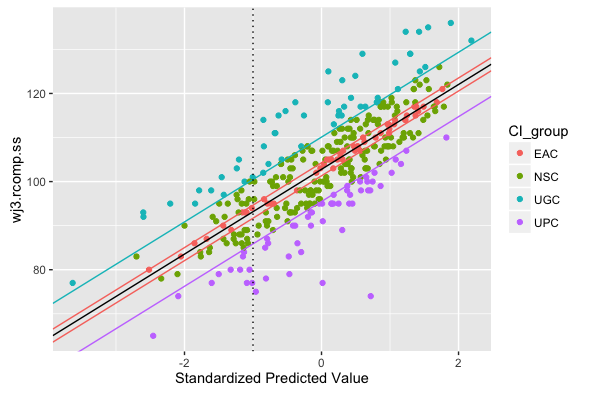 wj3.rcomp.ss
120
100
80
-2
0
2
Standardized Predicted Value
CI_group
EAC
NSC
UGC
UPC